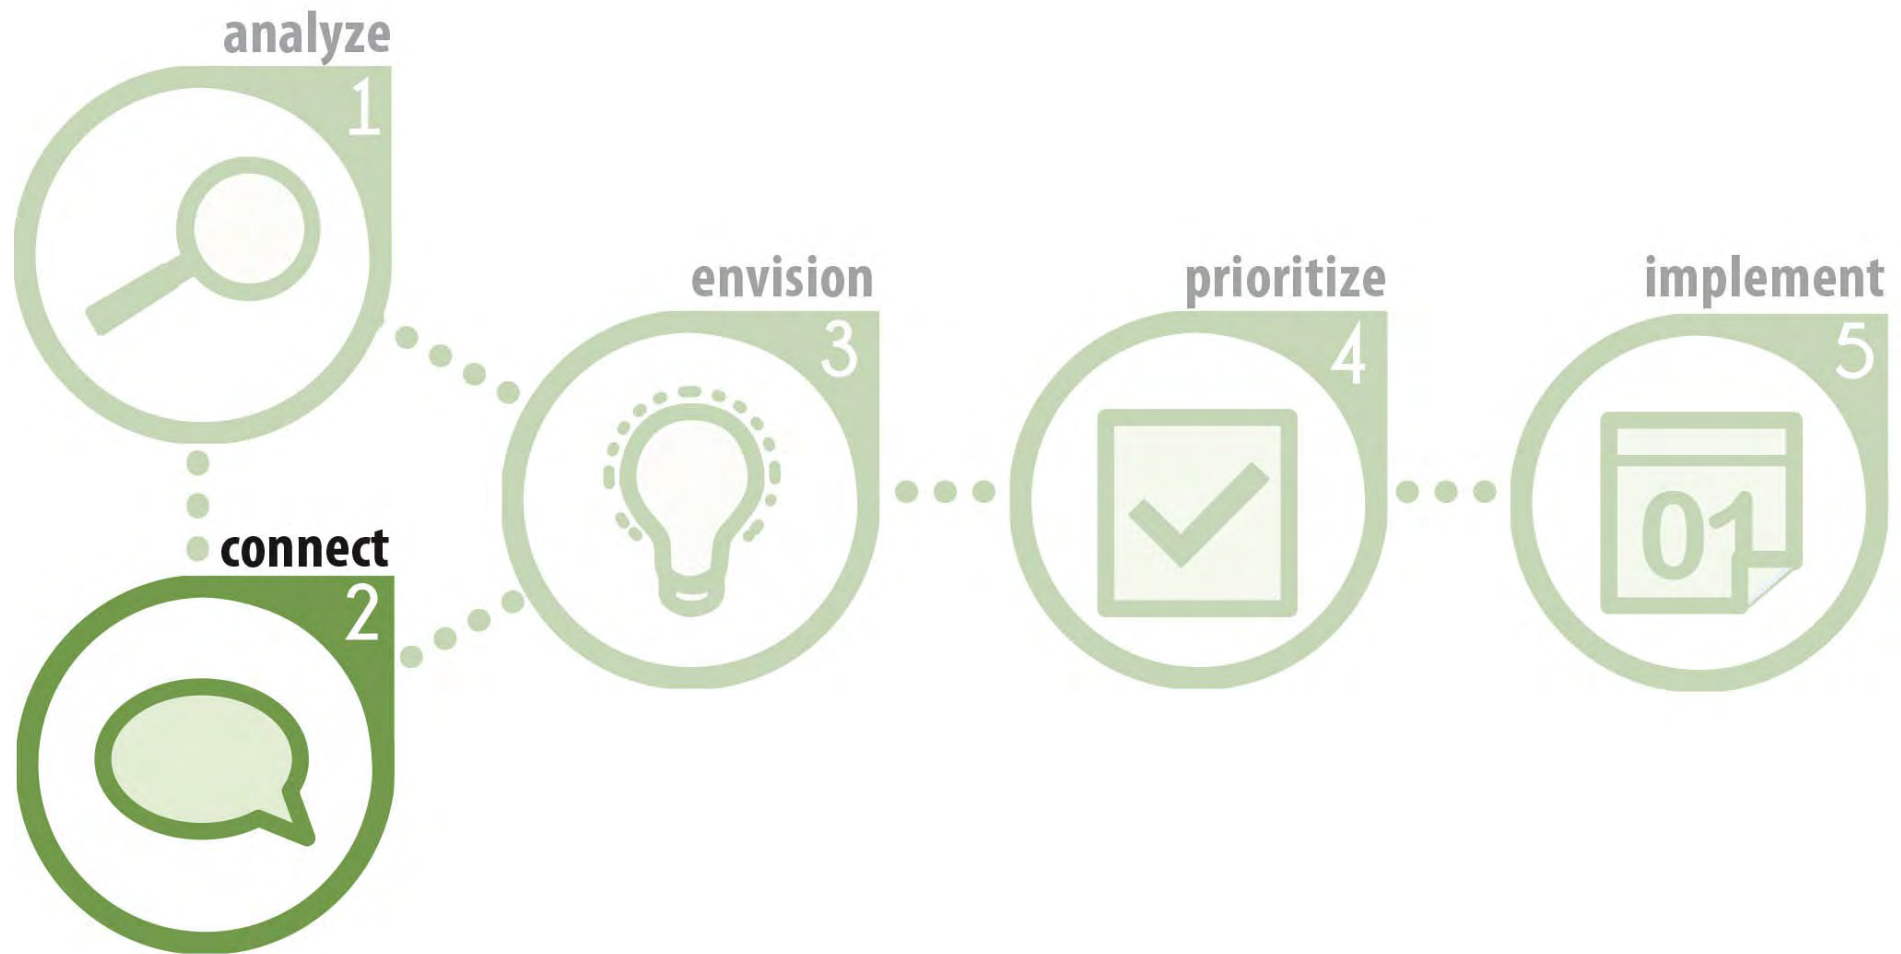 analyze
1
connect
2
envision
3
prioritize
4
implement
5
01